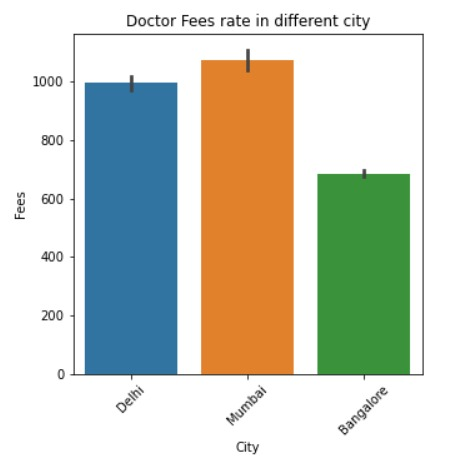 Doctor Fees rate in different city
Fees
1000
800
600
400
200
0
Delhi
Mumbai
Bangalore
City